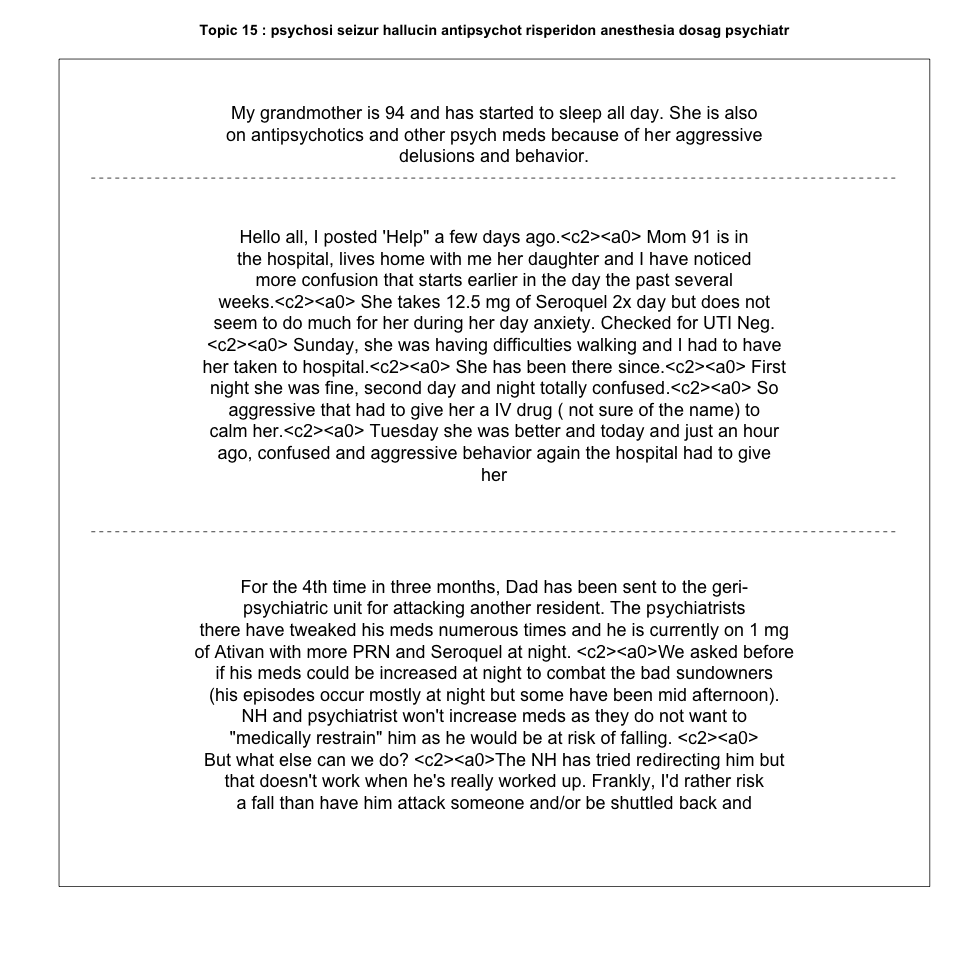 Topic 15 : psychosi seizur hallucin antipsychot risperidon anesthesia dosag psychiatr
My grandmother is 94 and has started to sleep all day. She is also
on antipsychotics and other psych meds because of her aggressive
delusions and behavior.
Hello all, I posted 'Help" a few days ago.<c2><a0> Mom 91 is in
the hospital, lives home with me her daughter and I have noticed
more confusion that starts earlier in the day the past several
weeks.<c2><a0> She takes 12.5 mg of Seroquel 2x day but does not
seem to do much for her during her day anxiety. Checked for UTI Neg.
<c2><a0> Sunday, she was having difficulties walking and I had to have
her taken to hospital.<c2><a0> She has been there since.<c2><a0> First
night she was fine, second day and night totally confused.<c2><a0> So
aggressive that had to give her a IV drug ( not sure of the name) to
calm her.<c2><a0> Tuesday she was better and today and just an hour
ago, confused and aggressive behavior again the hospital had to give
her
For the 4th time in three months, Dad has been sent to the geri-
psychiatric unit for attacking another resident. The psychiatrists
there have tweaked his meds numerous times and he is currently on 1 mg
of Ativan with more PRN and Seroquel at night. <c2><a0>We asked before
if his meds could be increased at night to combat the bad sundowners
(his episodes occur mostly at night but some have been mid afternoon).
NH and psychiatrist won't increase meds as they do not want to
"medically restrain" him as he would be at risk of falling. <c2><a0>
But what else can we do? <c2><a0>The NH has tried redirecting him but
that doesn't work when he's really worked up. Frankly, I'd rather risk
a fall than have him attack someone and/or be shuttled back and